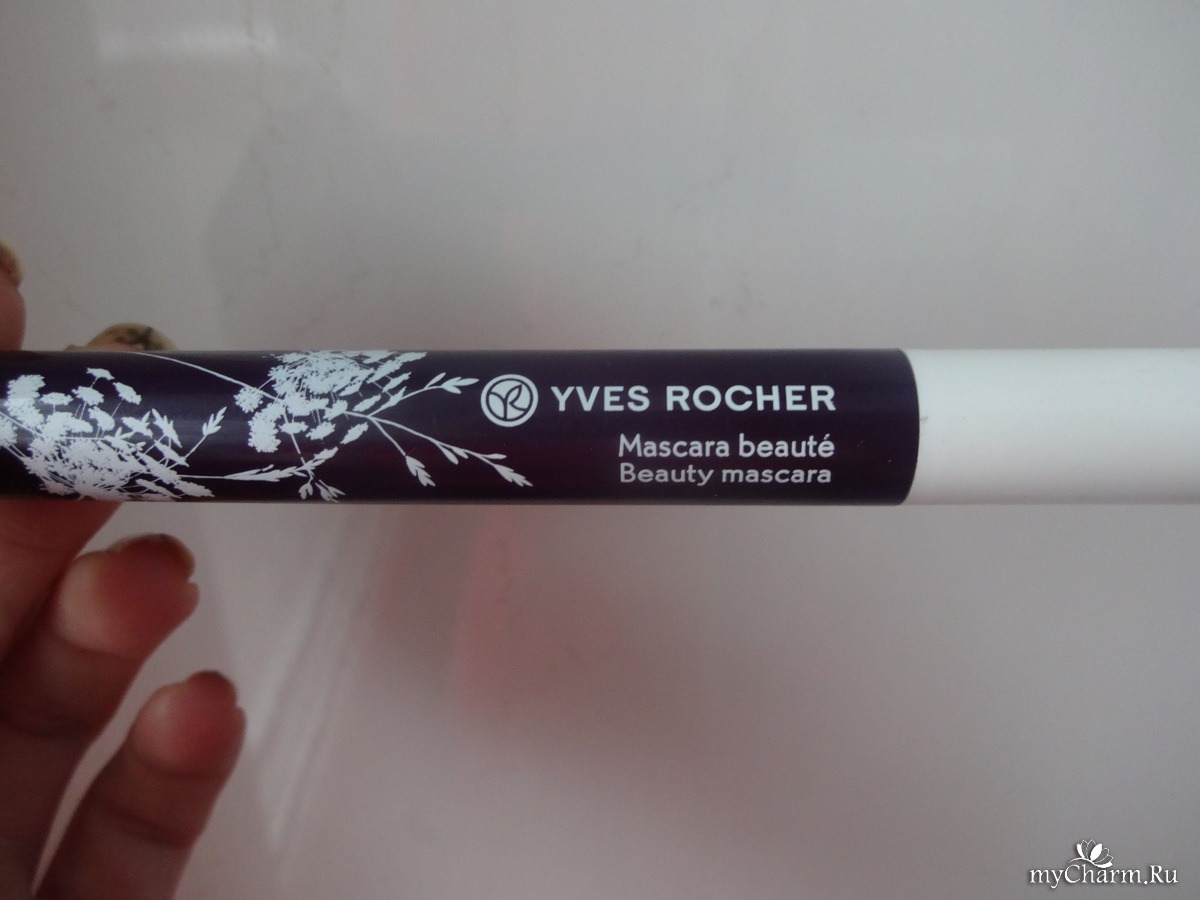 YVES ROCHER
Mascara beauté
Beauty mascara
myCharm.Ru